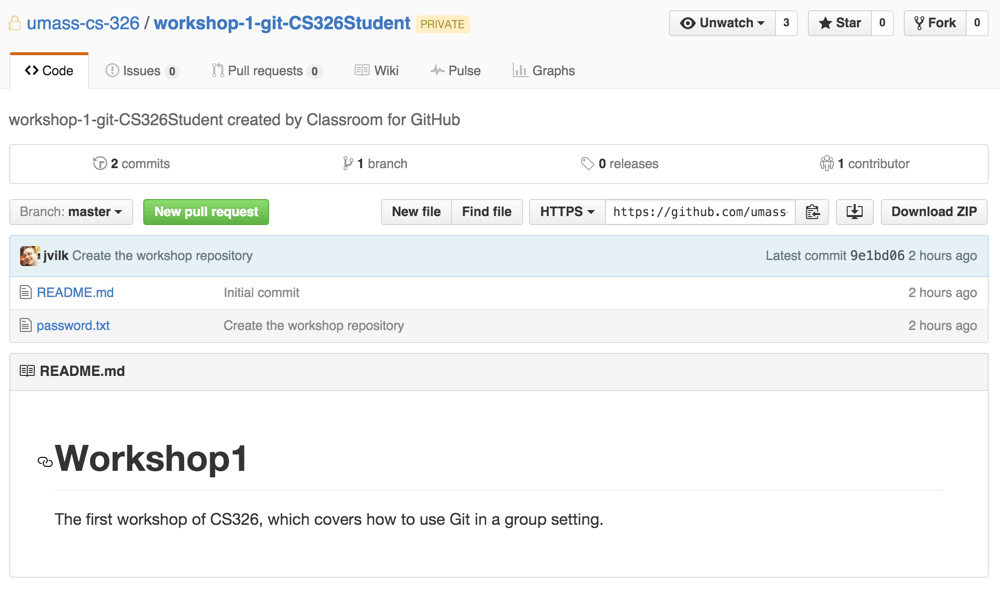 umass-cs-326 / workshop-1-git-CS326Student PRIVATE Unwatch 3 Star 0 Fork 0
Code Issues 0 Pull requests 0 Wiki Pulse Graphs
workshop-1-git-CS326Student created by Classroom for GitHub
2 commits 1 branch 0 releases 1 contributor
Branch: master New pull request New file Find file HTTPS https://github.com/umass- Download ZIP
jvilk Create the workshop repository Latest commit 9e1bd06 2 hours ago
README.md Initial commit 2 hours ago
password.txt Create the workshop repository 2 hours ago
README.md
Workshop1
The first workshop of CS326, which covers how to use Git in a group setting.